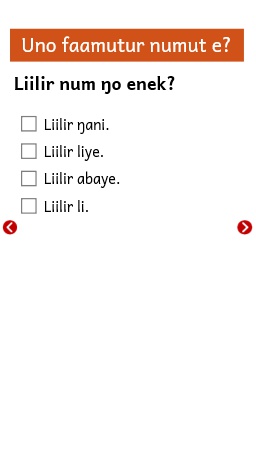 Uno faamutur numut e?
Liilir num ŋo enek?
Liilir ŋani.
Liilir liye.
Liilir abaye.
Liilir li.